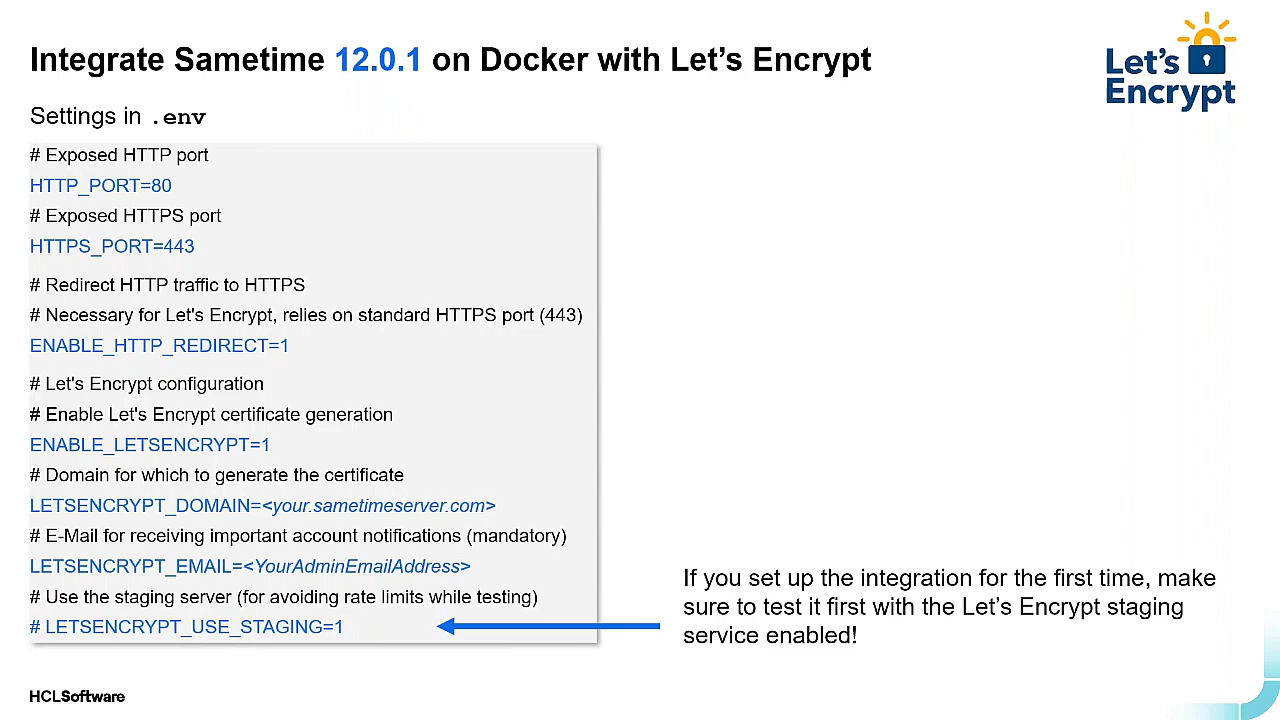 Integrate Sametime 12.0.1 on Docker with Let’s Encrypt
Let’s
Encrypt
Settings in .env
# Exposed HTTP port
HTTP_PORT=80
# Exposed HTTPS port
HTTPS_PORT=443
# Redirect HTTP traffic to HTTPS
# Necessary for Let's Encrypt, relies on standard HTTPS port (443)
ENABLE_HTTP_REDIRECT=1
# Let's Encrypt configuration
# Enable Let's Encrypt certificate generation
ENABLE_LETSENCRYPT=1
# Domain for which to generate the certificate
LETSENCRYPT_DOMAIN=<your.sametimeserver.com>
# E-Mail for receiving important account notifications (mandatory)
LETSENCRYPT_EMAIL=<YourAdminEmailAddress>
# Use the staging server (for avoiding rate limits while testing)
# LETSENCRYPT_USE_STAGING=1
If you set up the integration for the first time, make
sure to test it first with the Let’s Encrypt staging
service enabled!
HCLSoftware